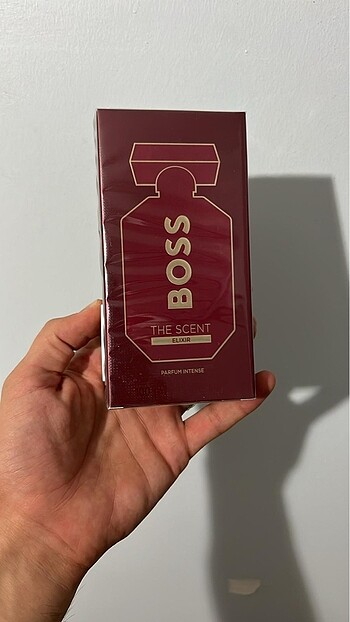 BOSS
THE SCENT
ELIXIR
PARFUM INTENSE